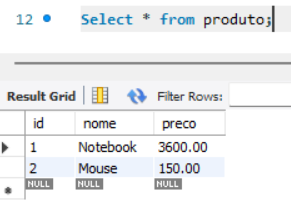 12 Select * from produto;
Result Grid Filter Rows:
id nome preco
1 Notebook 3600.00
2 Mouse 150.00
NULL NULL NULL